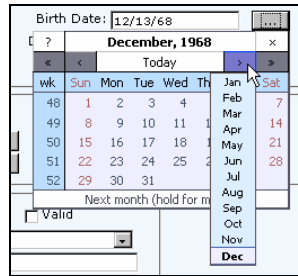 Birth Date: 12/13/68 ...
? December, 1968 ×
« ‹ Today › »
wk Sun Mon Tue Wed Th Sat
48 1 2 3 4 7
49 8 9 10 11 1 14
50 15 16 17 18 1 21
51 22 23 24 25 2 28
52 29 30 31
Next month (hold for m
Jan
Feb
Mar
Apr
May
Jun
Jul
Aug
Sep
Oct
Nov
Dec
Valid